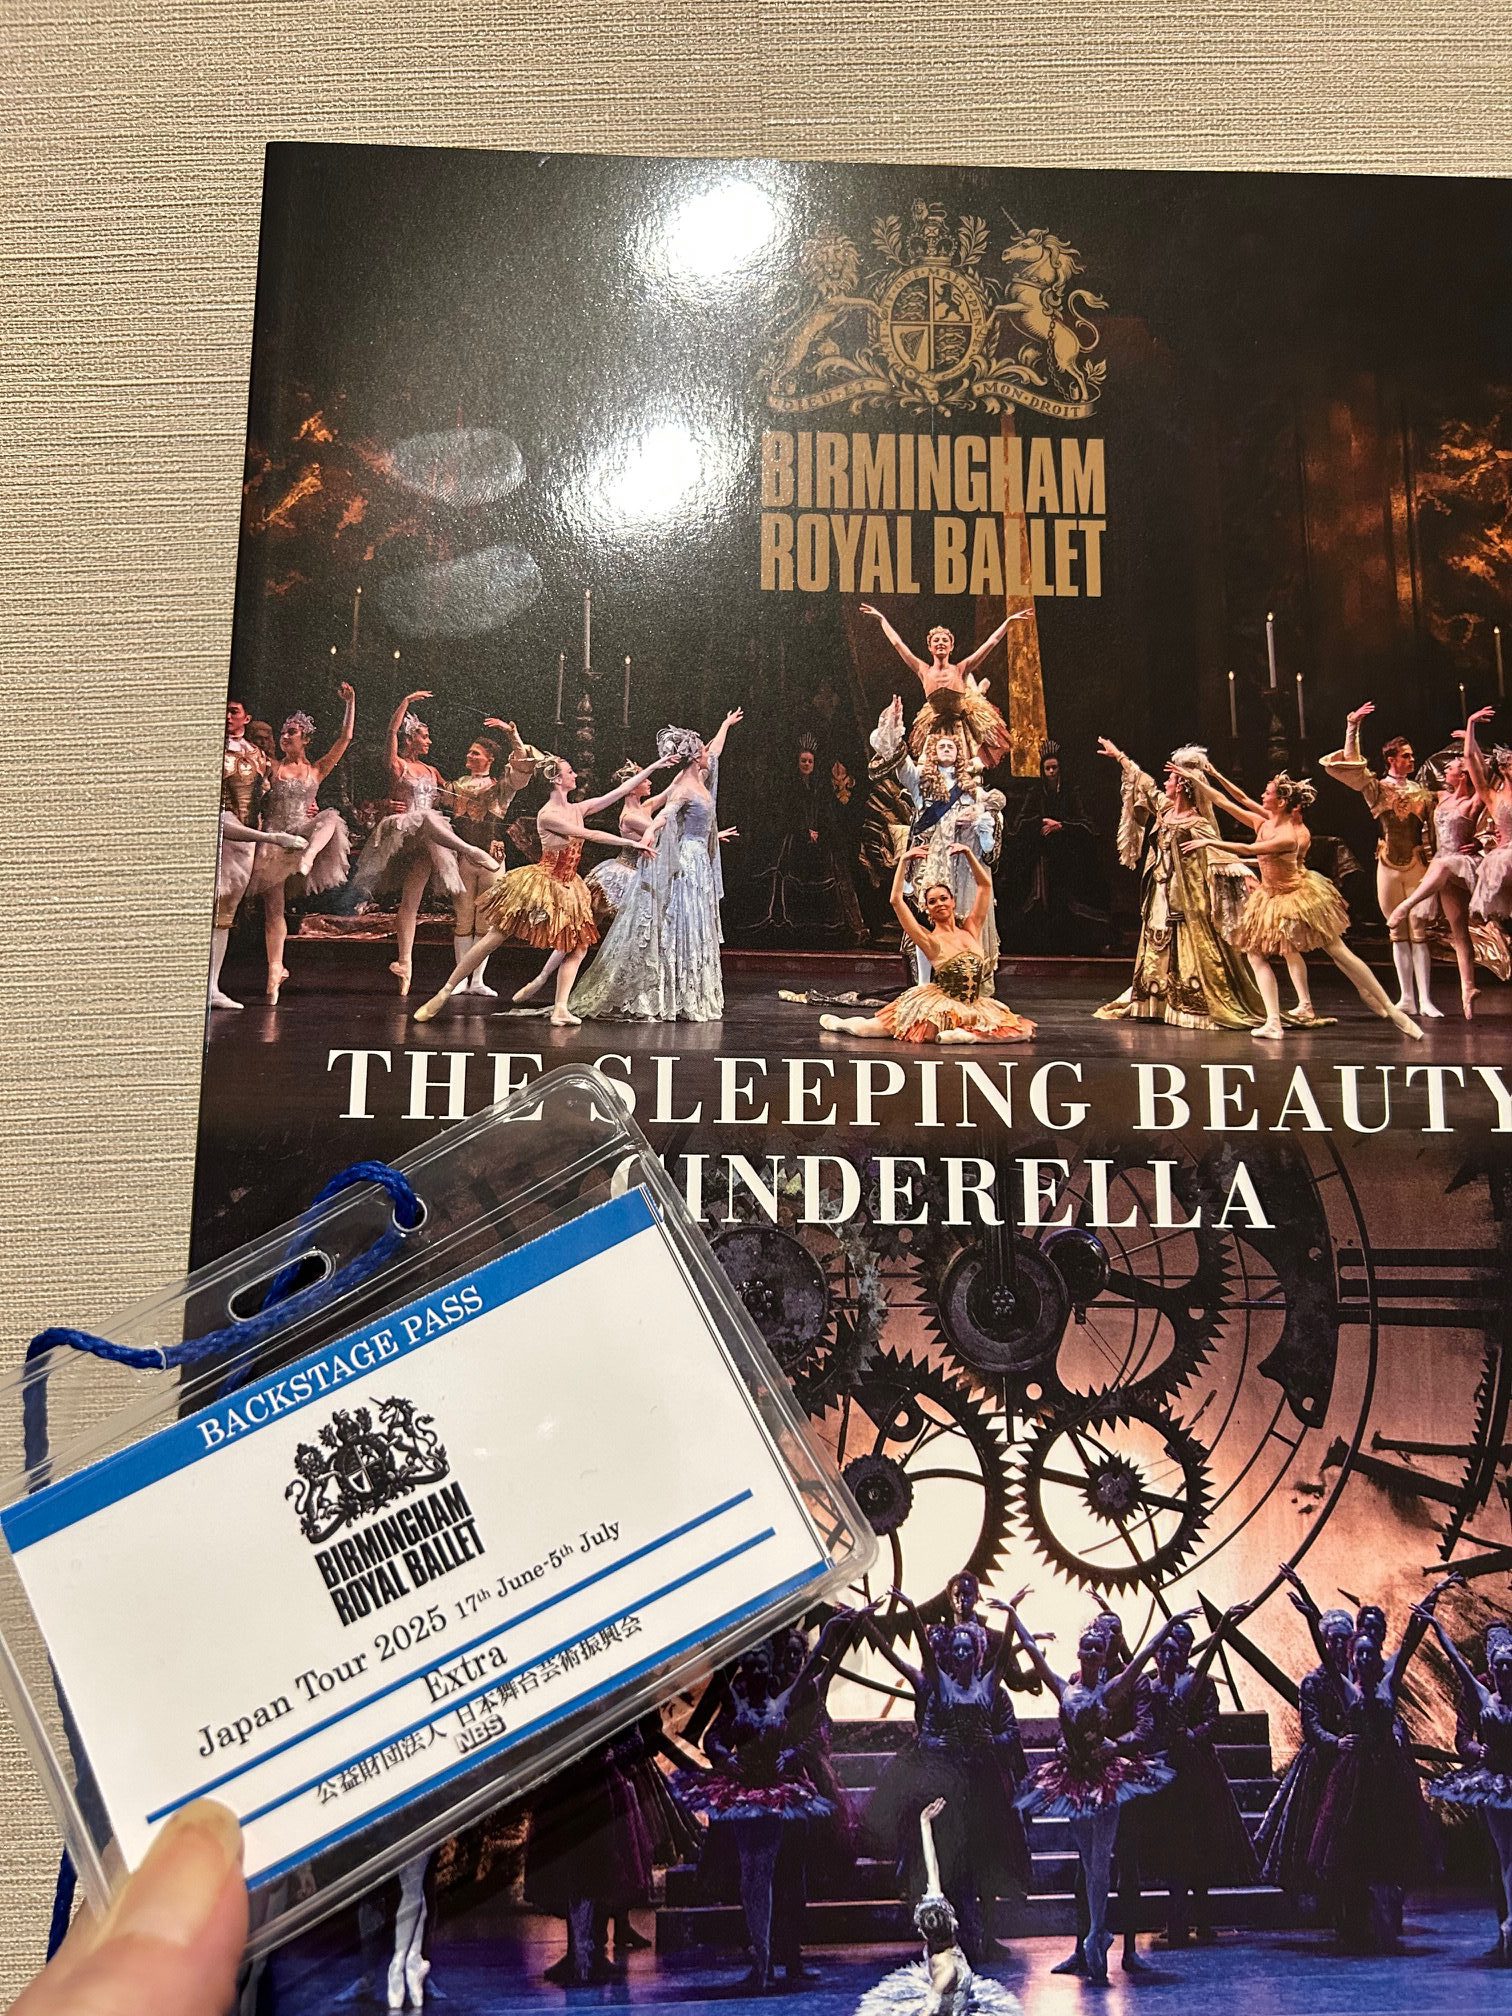 DIEU · ET · MON · DROIT
BIRMINGHAM
ROYAL BALLET
THE SLEEPING BEAUTY
CINDERELLA
BACKSTAGE PASS
BIRMINGHAM
ROYAL BALLET
Japan Tour 2025 17th June-5th July
Extra
公益財団法人 日本舞台芸術振興会
NBS